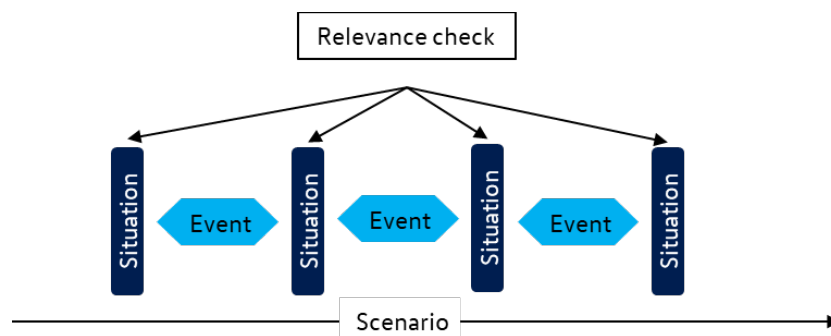 Relevance check
Situation
Event
Situation
Event
Situation
Event
Situation
Scenario